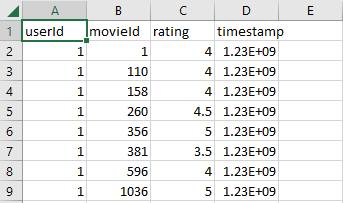 A B C D E
1 userId movieId rating timestamp
2 1 1 4 1.23E+09
3 1 110 4 1.23E+09
4 1 158 4 1.23E+09
5 1 260 4.5 1.23E+09
6 1 356 5 1.23E+09
7 1 381 3.5 1.23E+09
8 1 596 4 1.23E+09
9 1 1036 5 1.23E+09